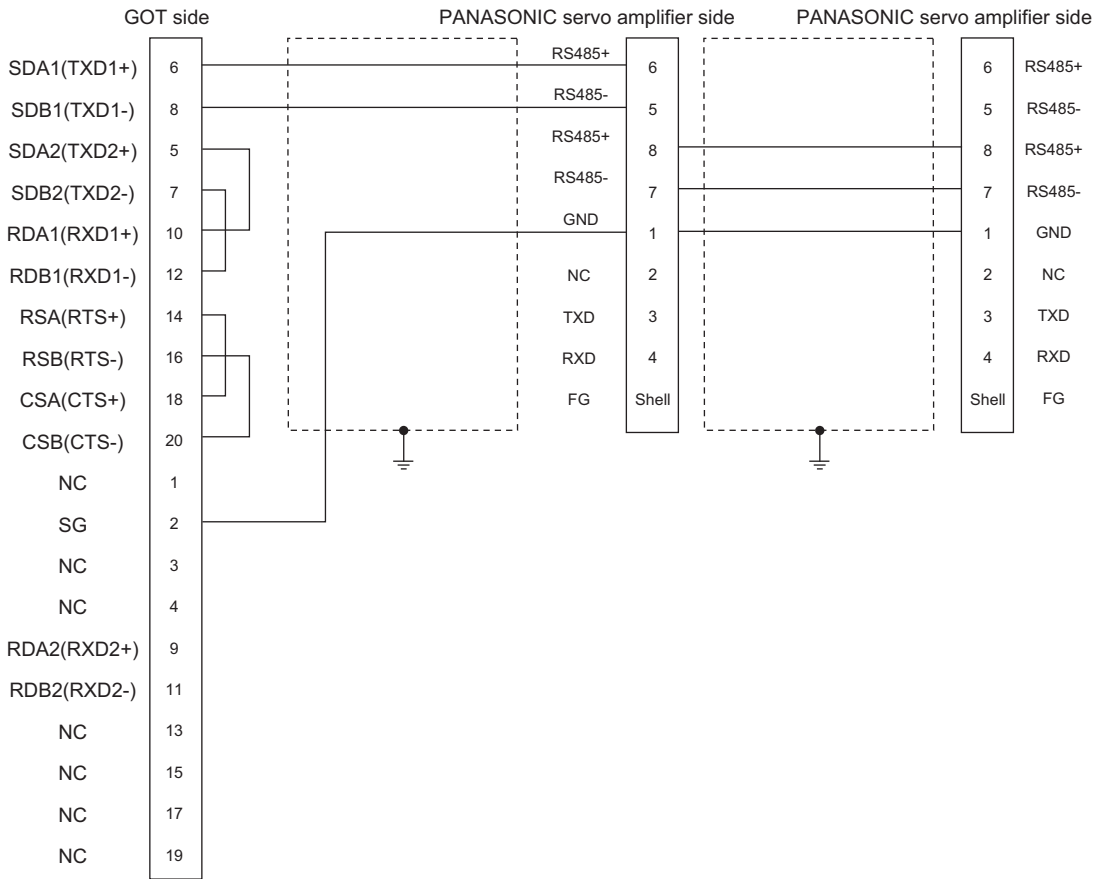 GOT side PANASONIC servo amplifier side PANASONIC servo amplifier side
SDA1(TXD1+) 6 RS485+ 6 6 RS485+
SDB1(TXD1-) 8 RS485- 5 5 RS485-
SDA2(TXD2+) 5 RS485+ 8 8 RS485+
SDB2(TXD2-) 7 RS485- 7 7 RS485-
RDA1(RXD1+) 10 GND 1 1 GND
RDB1(RXD1-) 12 NC 2 2 NC
RSA(RTS+) 14 TXD 3 3 TXD
RSB(RTS-) 16 RXD 4 4 RXD
CSA(CTS+) 18 FG Shell Shell FG
CSB(CTS-) 20
NC 1
SG 2
NC 3
NC 4
RDA2(RXD2+) 9
RDB2(RXD2-) 11
NC 13
NC 15
NC 17
NC 19